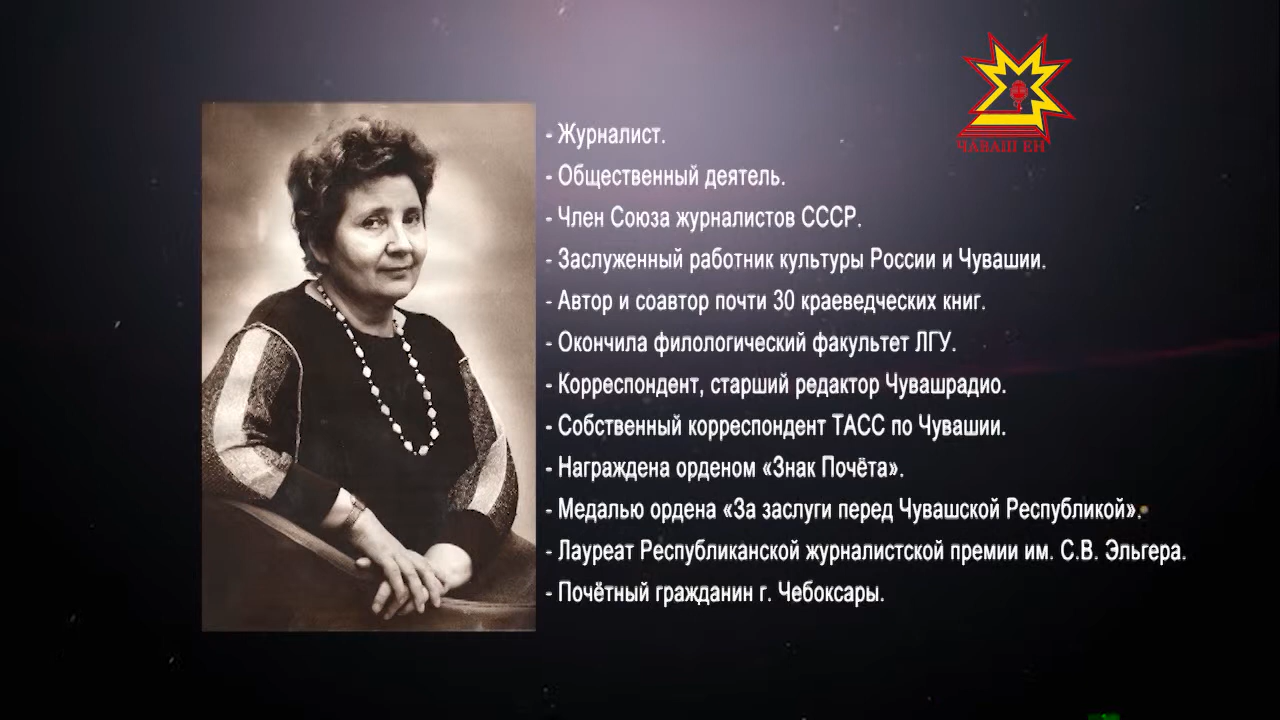 ЧӐВАШ ЕН
- Журналист.
- Общественный деятель.
- Член Союза журналистов СССР.
- Заслуженный работник культуры России и Чувашии.
- Автор и соавтор почти 30 краеведческих книг.
- Окончила филологический факультет ЛГУ.
- Корреспондент, старший редактор Чувашрадио.
- Собственный корреспондент ТАСС по Чувашии.
- Награждена орденом «Знак Почёта».
- Медалью ордена «За заслуги перед Чувашской Республикой».
- Лауреат Республиканской журналистской премии им. С.В. Эльгера.
- Почётный гражданин г. Чебоксары.